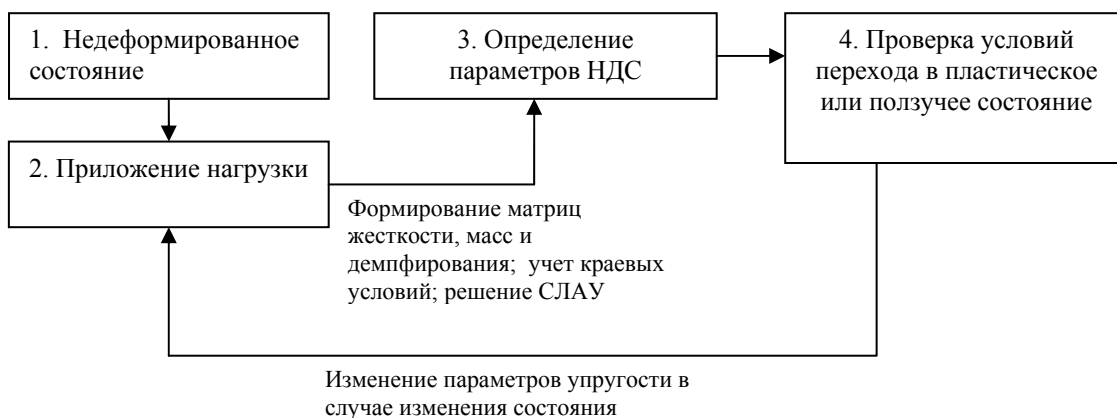 1. Недеформированное
состояние
2. Приложение нагрузки
3. Определение
параметров НДС
4. Проверка условий
перехода в пластическое
или ползучее состояние
Формирование матриц
жесткости, масс и
демпфирования; учет краевых
условий; решение СЛАУ
Изменение параметров упругости в
случае изменения состояния